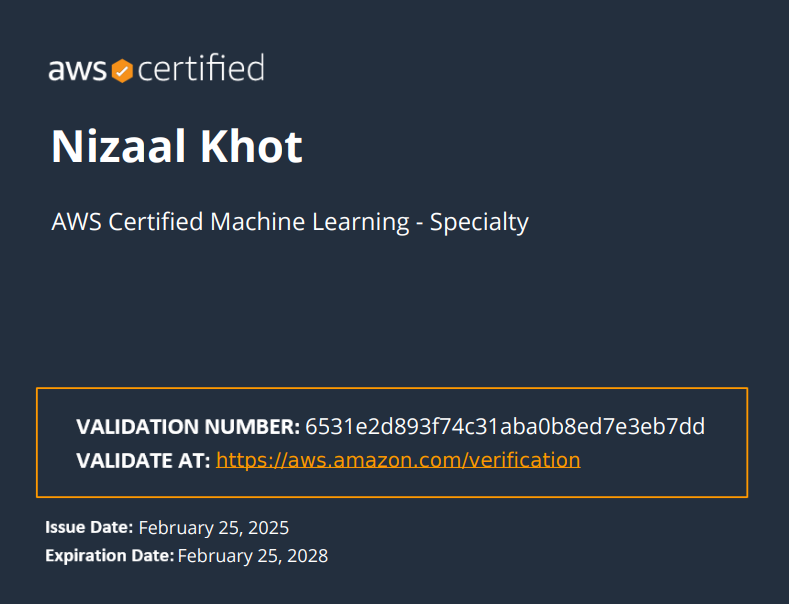 aws certified
Nizaal Khot
AWS Certified Machine Learning - Specialty
VALIDATION NUMBER: 6531e2d893f74c31aba0b8ed7e3eb7dd
VALIDATE AT: https://aws.amazon.com/verification
Issue Date: February 25, 2025
Expiration Date: February 25, 2028